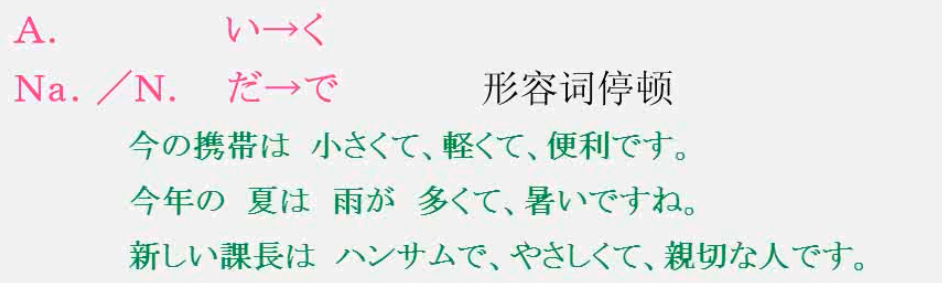 A. い→く
Na. ／N. だ→で 形容词停顿
今の携帯は 小さくて、軽くて、便利です。
今年の 夏は 雨が 多くて、暑いですね。
新しい課長は ハンサムで、やさしくて、親切な人です。